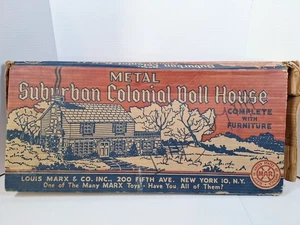 METAL
Suburban Colonial Doll House
COMPLETE
WITH
FURNITURE
LOUIS MARX & CO. INC., 200 FIFTH AVE. NEW YORK 10, N.Y.
One of the Many MARX Toys - Have You All of Them?
MAR